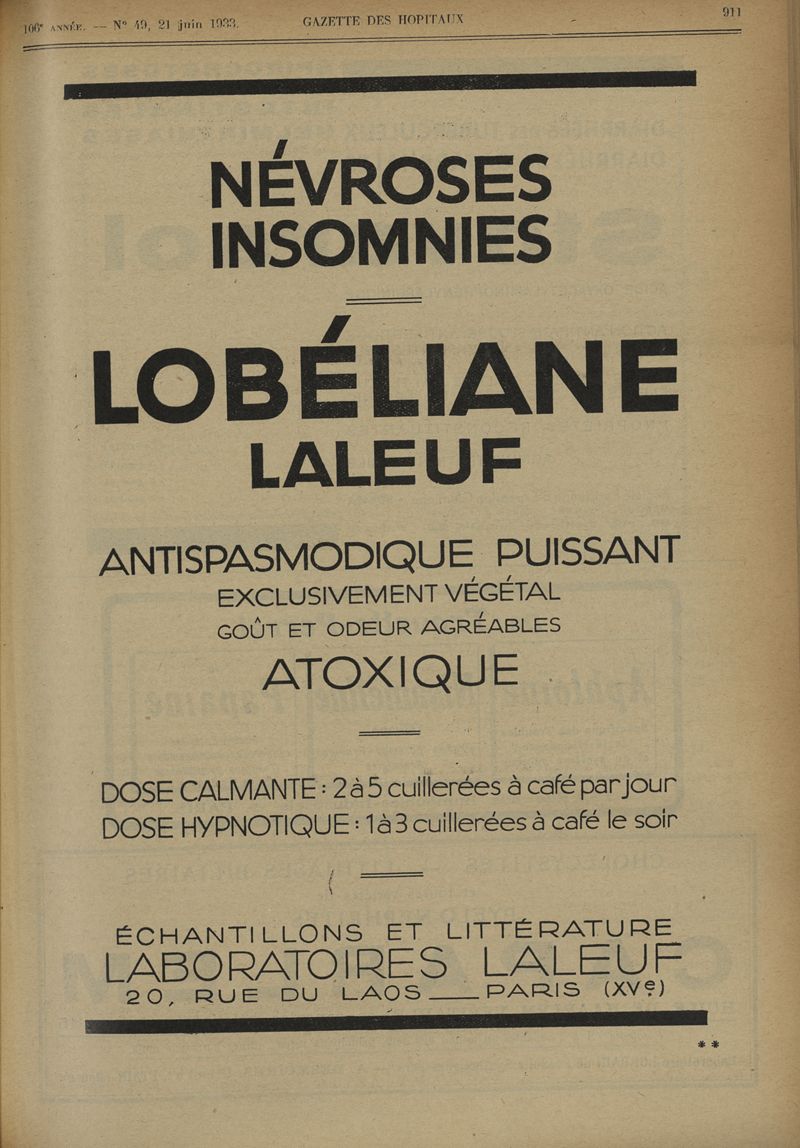 106e ANNÉE. — N° 49, 21 juin 1933.
GAZETTE DES HOPITAUX
911
NÉVROSES
INSOMNIES
LOBÉLIANE
LALEUF
ANTISPASMODIQUE PUISSANT
EXCLUSIVEMENT VÉGÉTAL
GOÛT ET ODEUR AGRÉABLES
ATOXIQUE
DOSE CALMANTE : 2 à 5 cuillerées à café par jour
DOSE HYPNOTIQUE : 1 à 3 cuillerées à café le soir
ÉCHANTILLONS ET LITTÉRATURE
LABORATOIRES LALEUF
20, RUE DU LAOS — PARIS (XVe)
* *